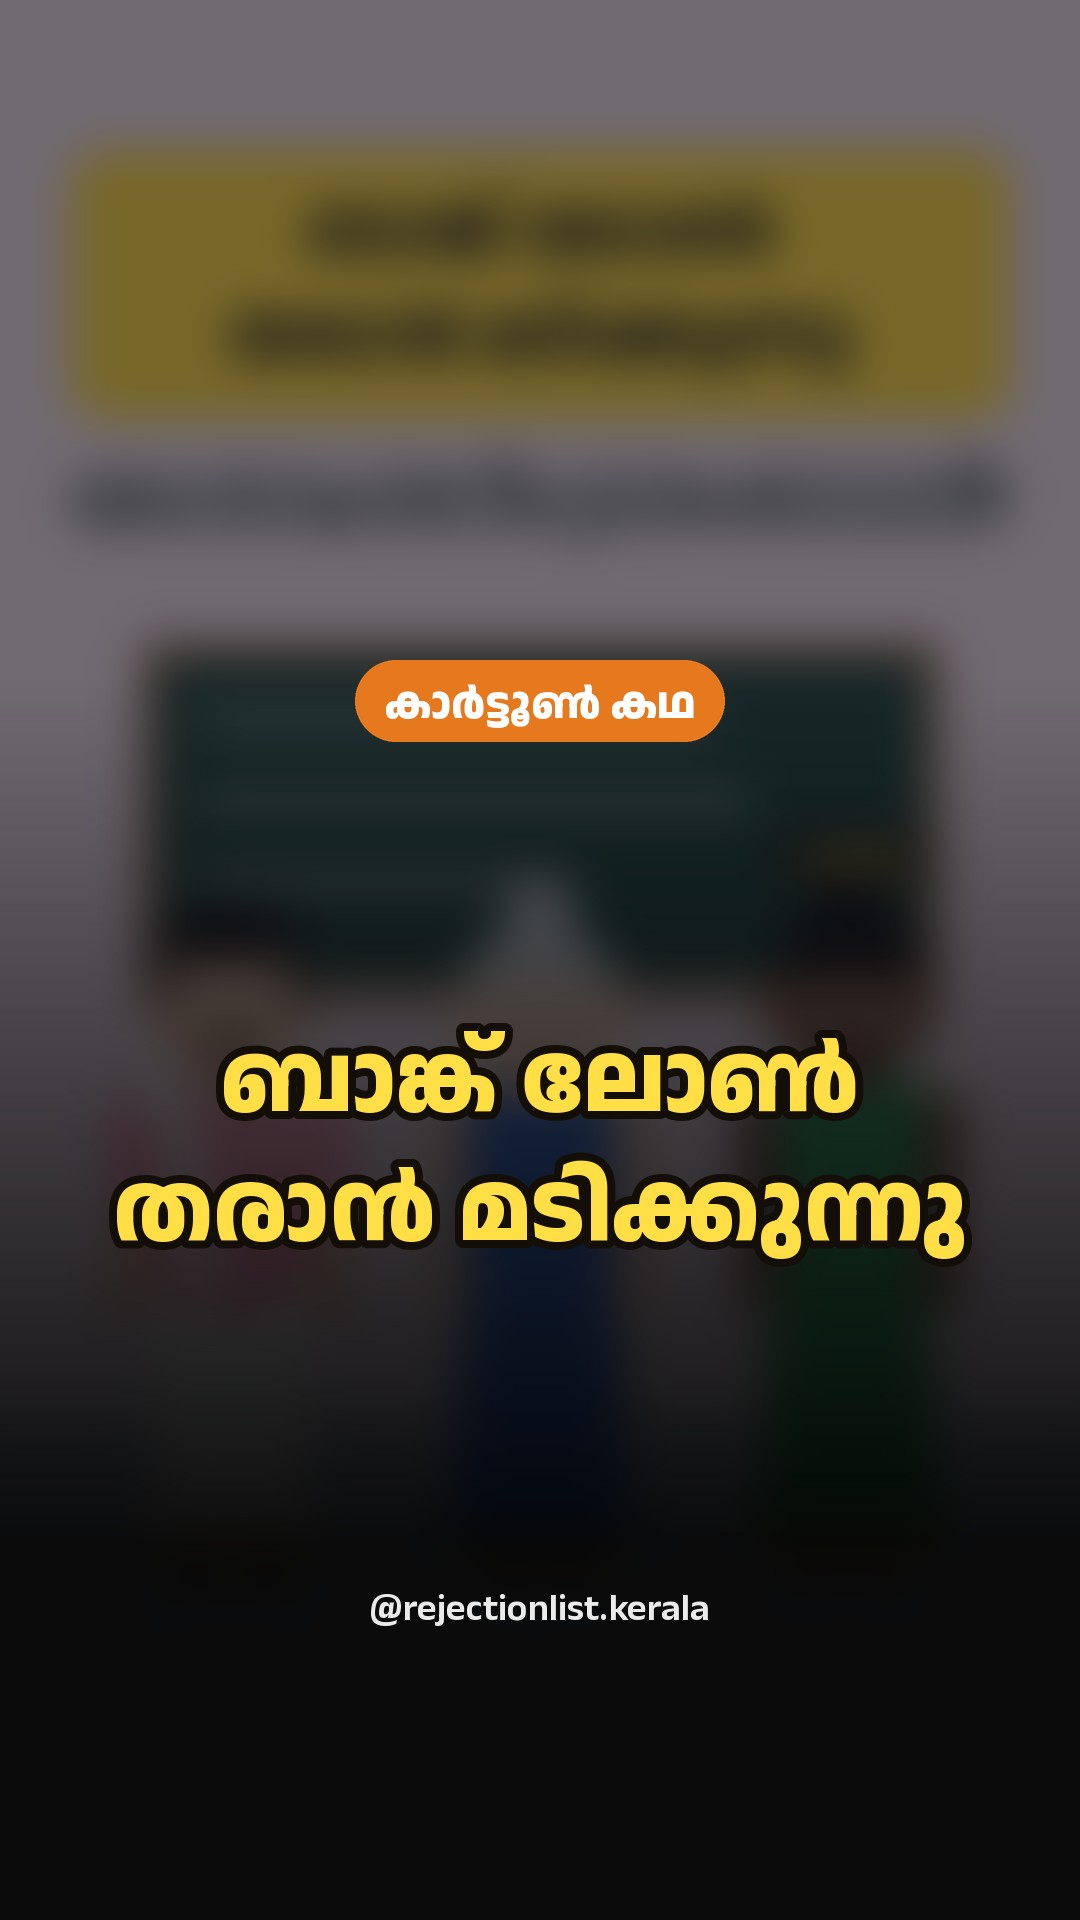 കാർട്ടൂൺ കഥ
ബാങ്ക് ലോൺ
തരാൻ മടിക്കുന്നു
@rejectionlist.kerala